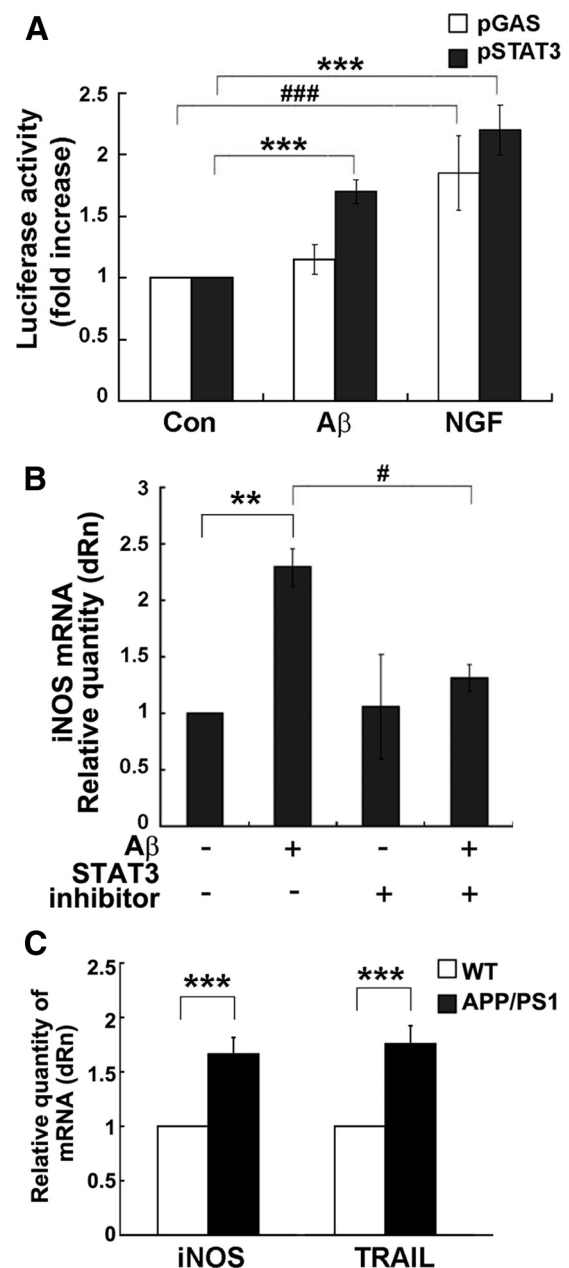 A
pGAS
pSTAT3
***
###
***
Luciferase activity
(fold increase)
2.5
2
1.5
1
0.5
0
Con Aβ NGF
B
iNOS mRNA
Relative quantity (dRn)
3
2.5
2
1.5
1
0.5
0
**
#
Aβ - + - +
STAT3
inhibitor - - + +
C
WT
APP/PS1
Relative quantity of
mRNA (dRn)
2.5
2
1.5
1
0.5
0
***
***
iNOS TRAIL